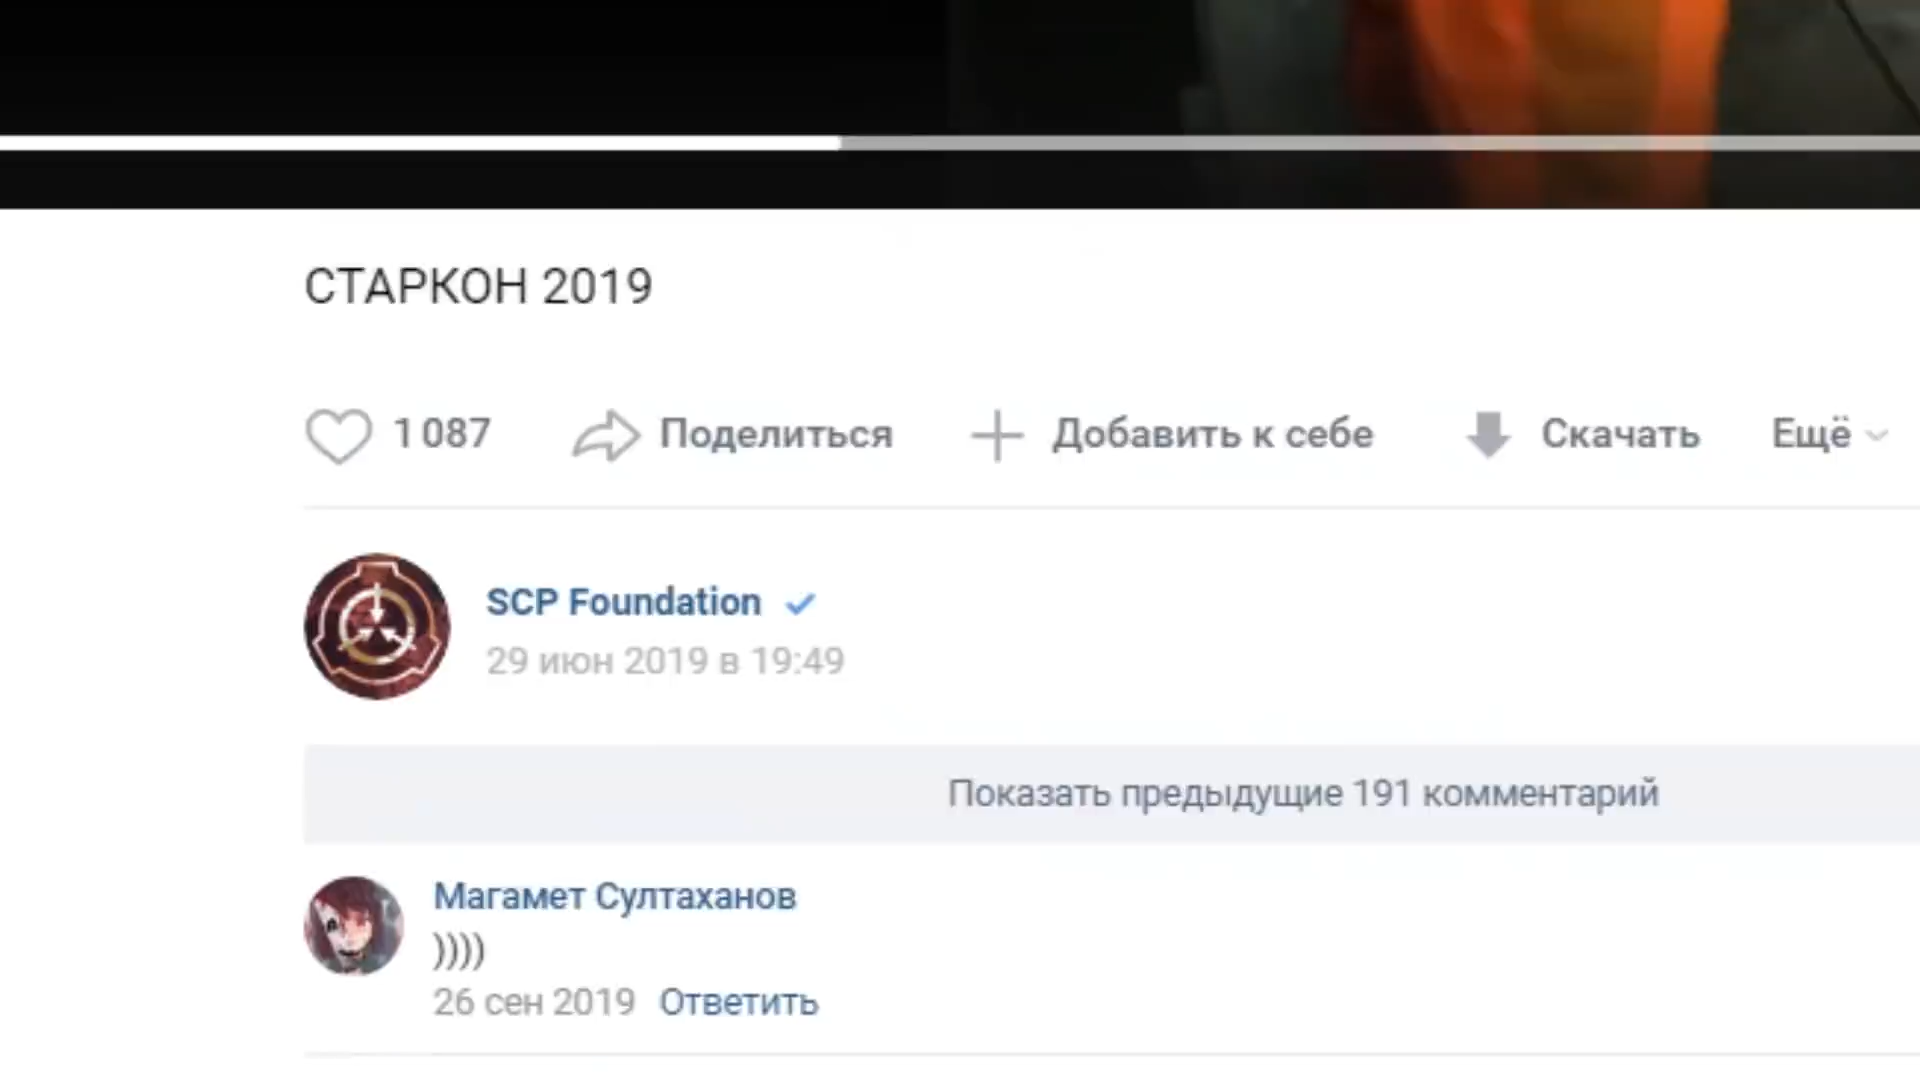 СТАРКОН 2019
1 087 Поделиться Добавить к себе Скачать Ещё
SCP Foundation
29 июн 2019 в 19:49
Показать предыдущие 191 комментарий
Магамет Султаханов
))))
26 сен 2019 Ответить